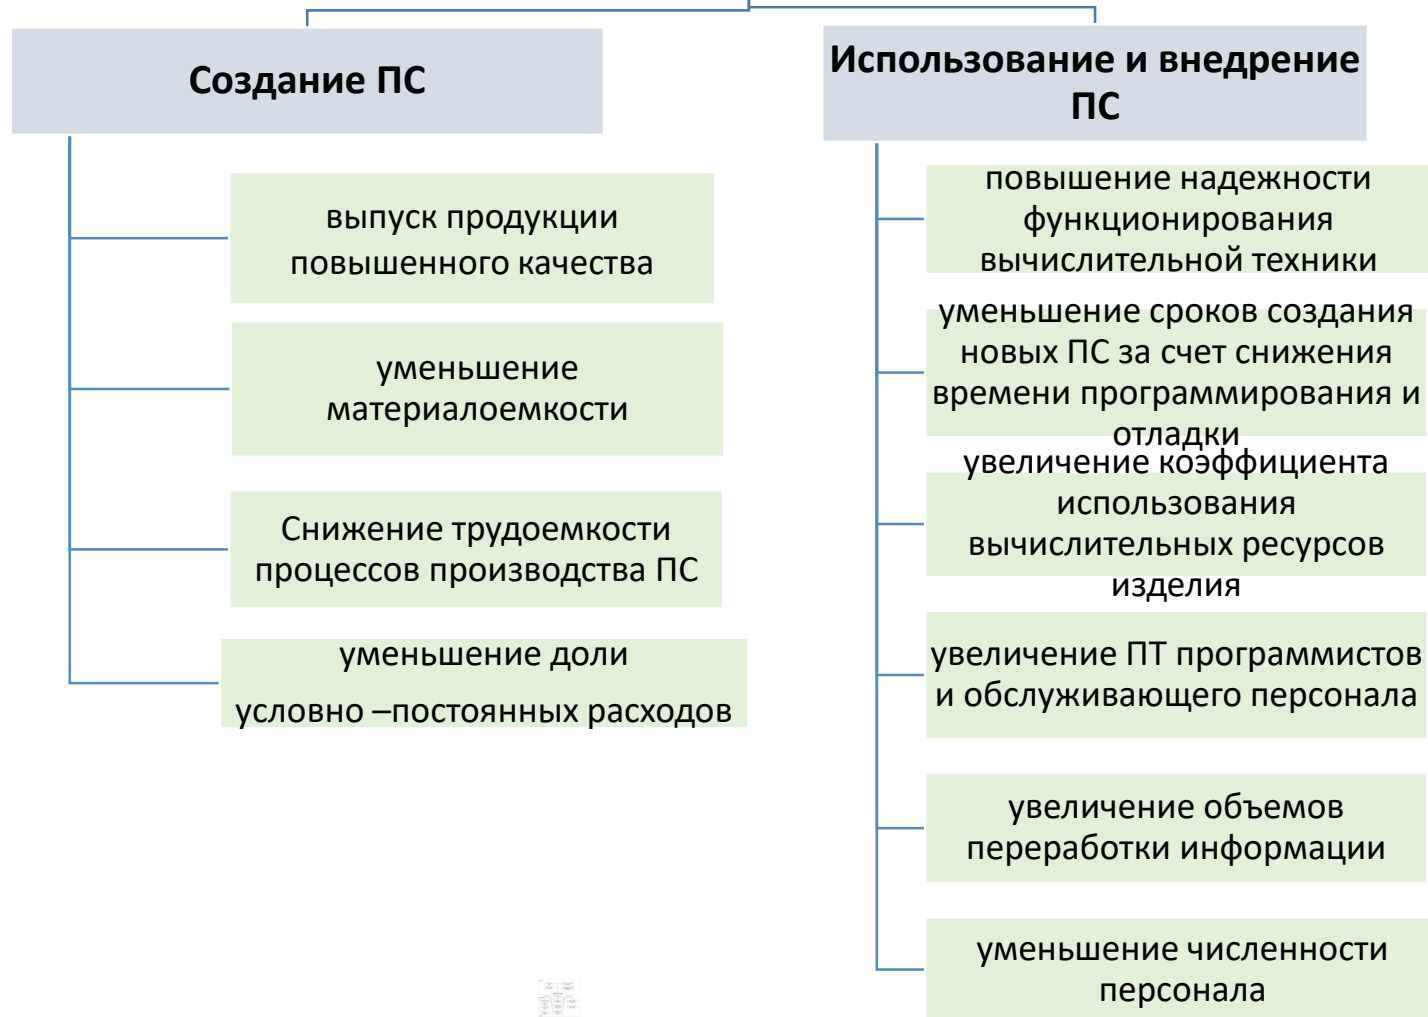 Создание ПС
выпуск продукции
повышенного качества
уменьшение
материалоемкости
Снижение трудоемкости
процессов производства ПС
уменьшение доли
условно –постоянных расходов
Использование и внедрение
ПС
повышение надежности
функционирования
вычислительной техники
уменьшение сроков создания
новых ПС за счет снижения
времени программирования и
отладки
увеличение коэффициента
использования
вычислительных ресурсов
изделия
увеличение ПТ программистов
и обслуживающего персонала
увеличение объемов
переработки информации
уменьшение численности
персонала